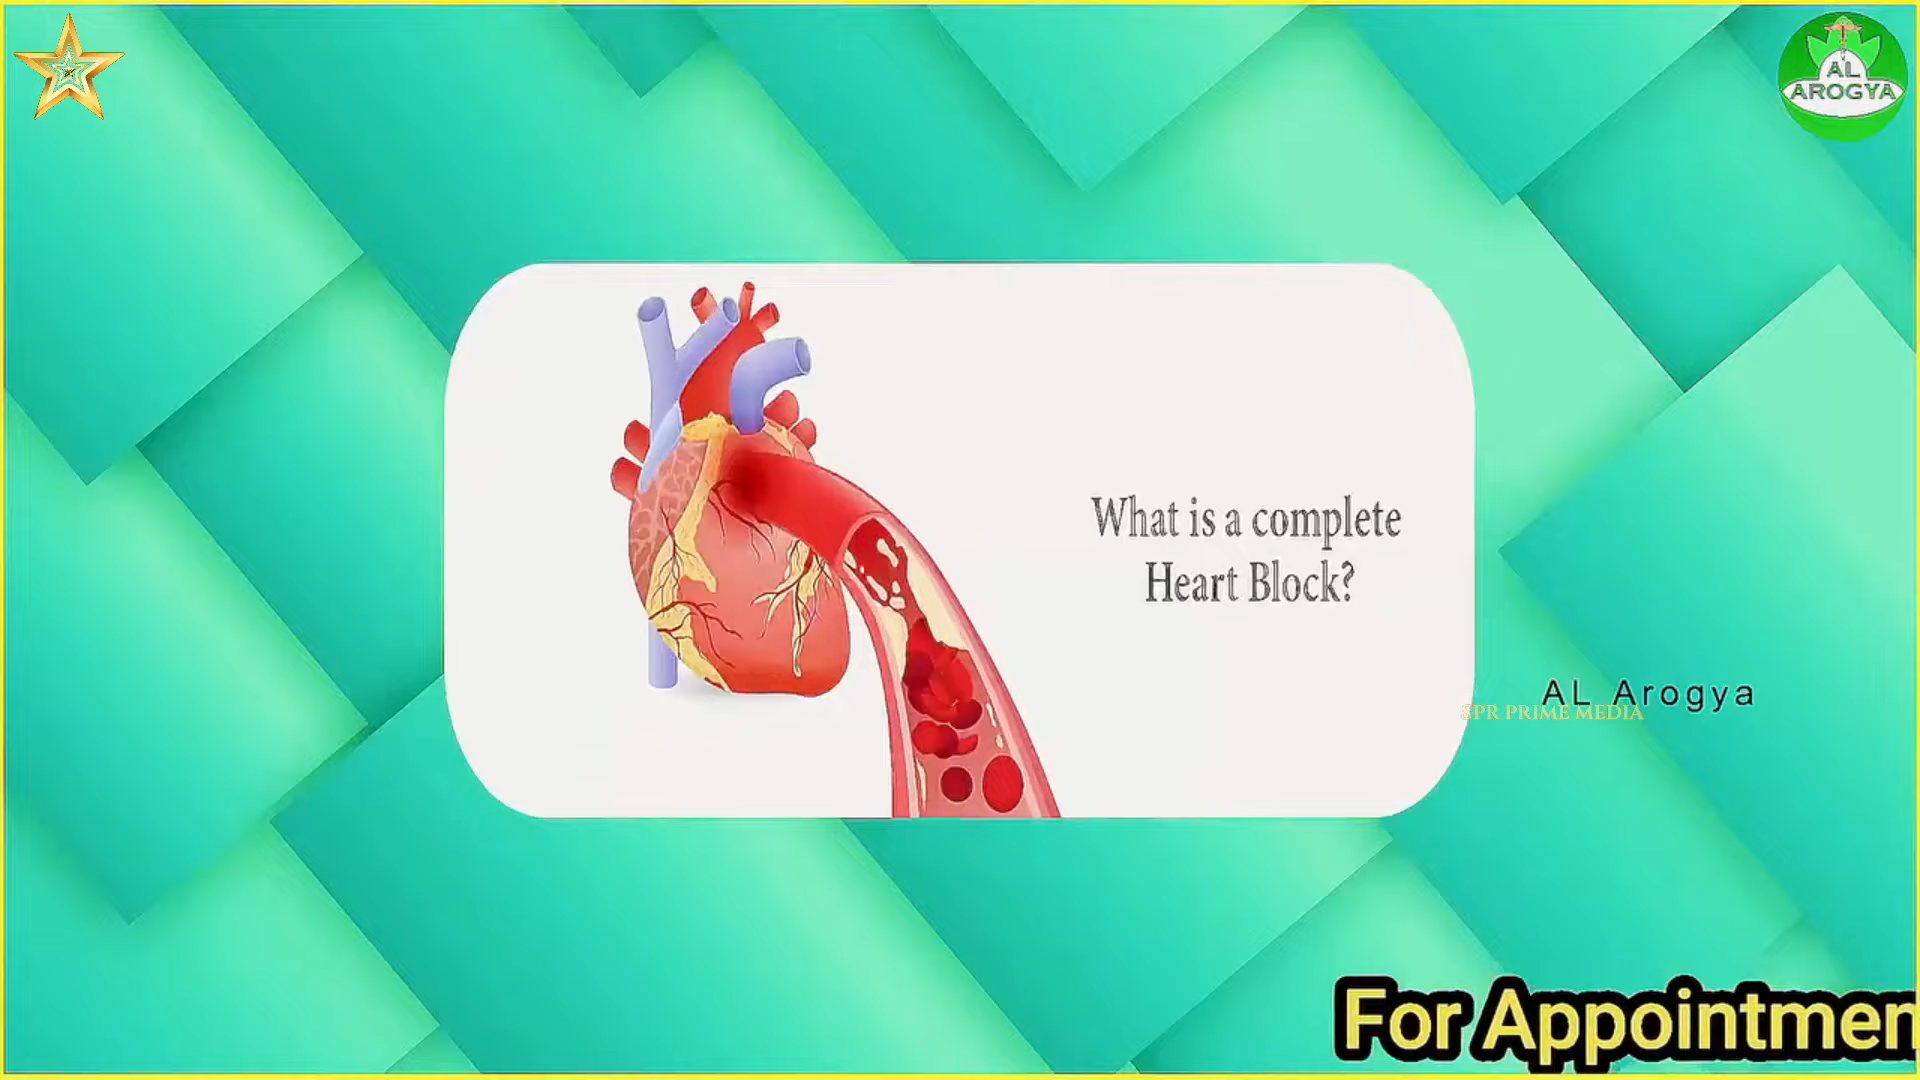 AL
AROGYA
What is a complete
Heart Block?
AL Arogya
SPR PRIME MEDIA
For Appointmen